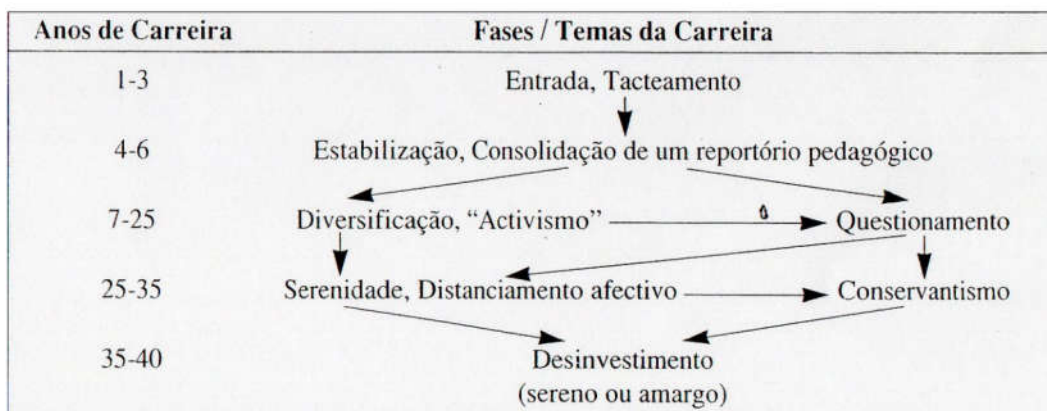 Anos de Carreira Fases / Temas da Carreira
1-3 Entrada, Tacteamento
4-6 Estabilização, Consolidação de um reportório pedagógico
7-25 Diversificação, “Activismo” Questionamento
25-35 Serenidade, Distanciamento afectivo Conservantismo
35-40 Desinvestimento
(sereno ou amargo)